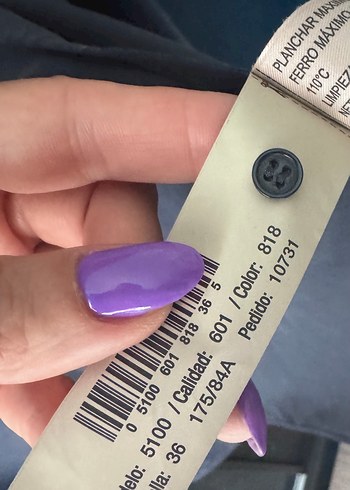 PLANCHAR MAX
FERRO MÁXIMO
110°C
LIMPIEZ
0 5100 601 818 36 5
delo: 5100 / Calidad: 601 / Color: 818
lla: 36 175/84A Pedido: 10731